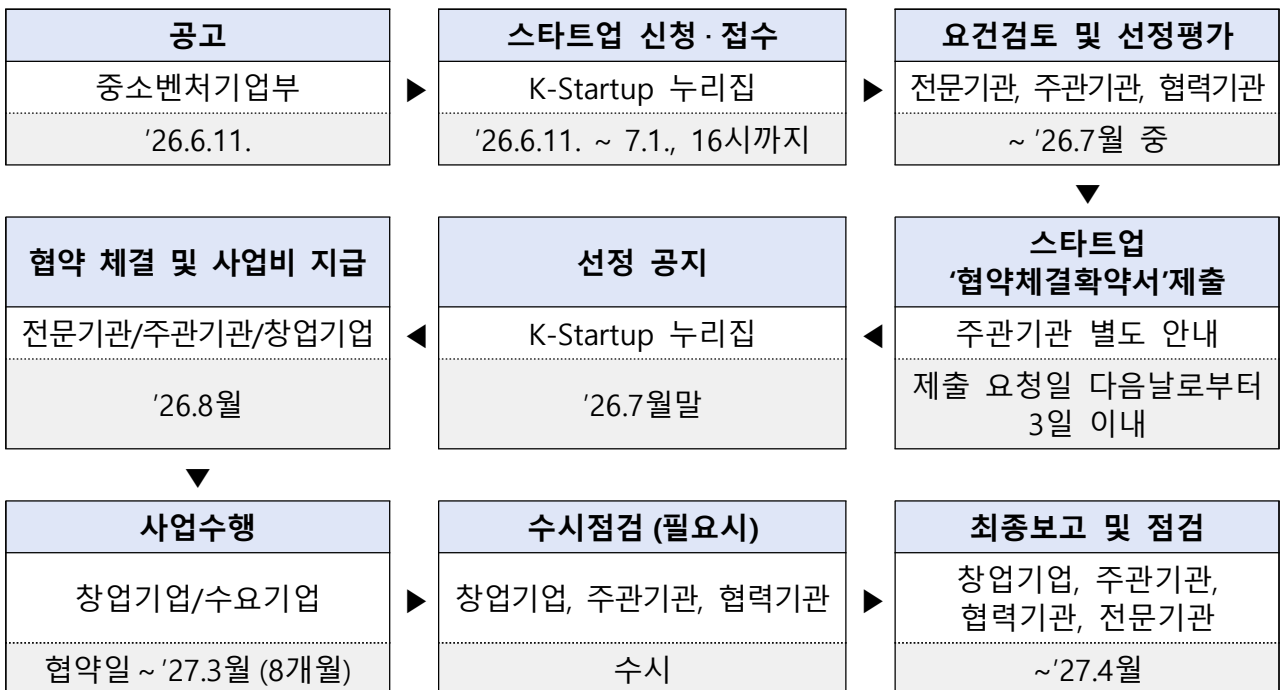 공고
중소벤처기업부
'26.6.11.
▶
스타트업 신청·접수
K-Startup 누리집
'26.6.11. ~ 7.1., 16시까지
▶
요건검토 및 선정평가
전문기관, 주관기관, 협력기관
~ '26.7월 중
▼
스타트업
'협약체결확약서'제출
주관기관 별도 안내
제출 요청일 다음날로부터
3일 이내
◀
선정 공지
K-Startup 누리집
'26.7월말
◀
협약 체결 및 사업비 지급
전문기관/주관기관/창업기업
'26.8월
▼
사업수행
창업기업/수요기업
협약일 ~ '27.3월 (8개월)
▶
수시점검 (필요시)
창업기업, 주관기관, 협력기관
수시
▶
최종보고 및 점검
창업기업, 주관기관,
협력기관, 전문기관
~'27.4월